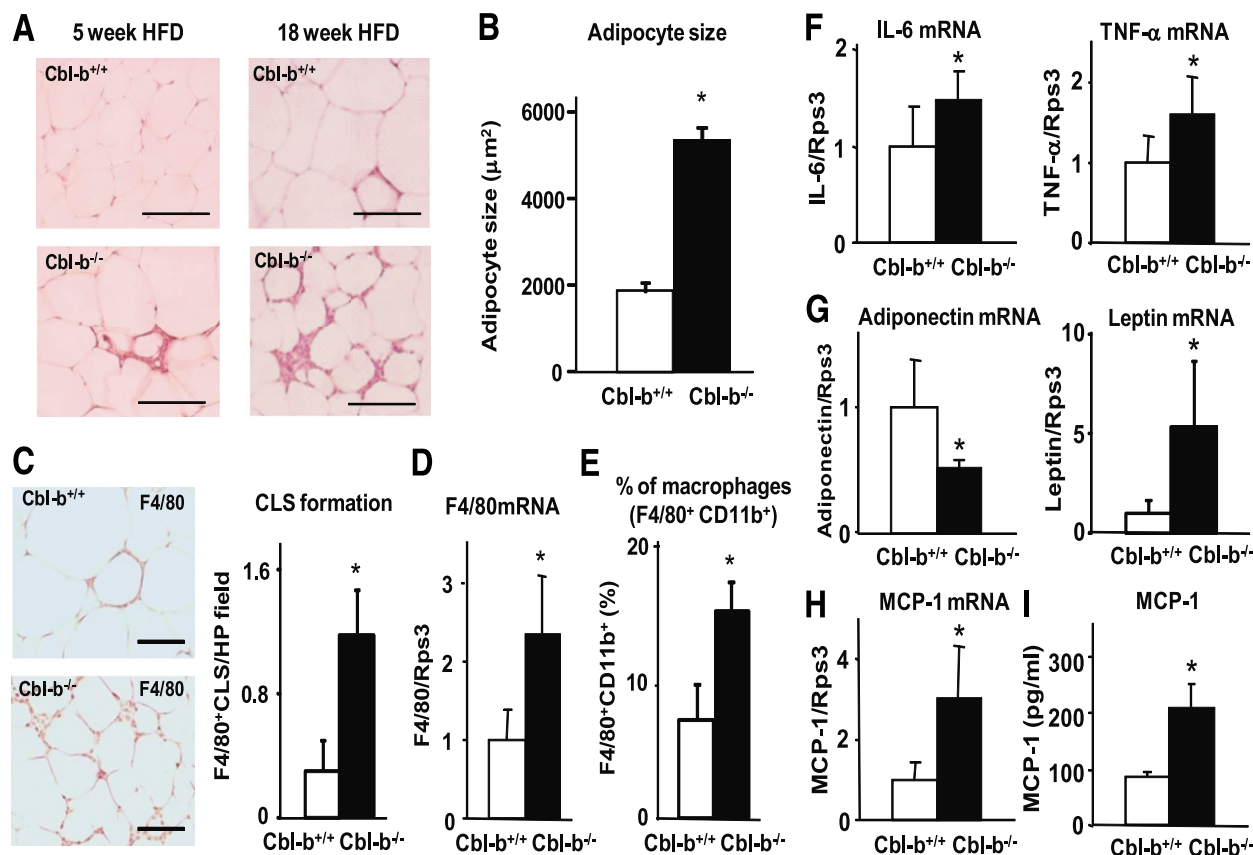 A
5 week HFD
18 week HFD
Cbl-b+/+
Cbl-b+/+
Cbl-b-/-
Cbl-b-/-
B
Adipocyte size
Adipocyte size (μm²)
6000
4000
2000
0
*
Cbl-b+/+ Cbl-b-/-
C
Cbl-b+/+ F4/80
Cbl-b-/- F4/80
CLS formation
F4/80+CLS/HP field
1.6
0.8
0
*
Cbl-b+/+ Cbl-b-/-
D
F4/80mRNA
F4/80/Rps3
3
2
1
0
*
E
% of macrophages
(F4/80+ CD11b+)
F4/80+CD11b+ (%)
20
10
0
*
Cbl-b+/+ Cbl-b-/-
F
IL-6 mRNA
IL-6/Rps3
2
1
0
*
Cbl-b+/+ Cbl-b-/-
TNF-α mRNA
TNF-α/Rps3
2
1
0
*
Cbl-b+/+ Cbl-b-/-
G
Adiponectin mRNA
Adiponectin/Rps3
1
0
*
Cbl-b+/+ Cbl-b-/-
Leptin mRNA
Leptin/Rps3
10
5
0
*
Cbl-b+/+ Cbl-b-/-
H
MCP-1 mRNA
MCP-1/Rps3
4
2
0
*
Cbl-b+/+ Cbl-b-/-
I
MCP-1
MCP-1 (pg/ml)
300
200
100
0
*
Cbl-b+/+ Cbl-b-/-